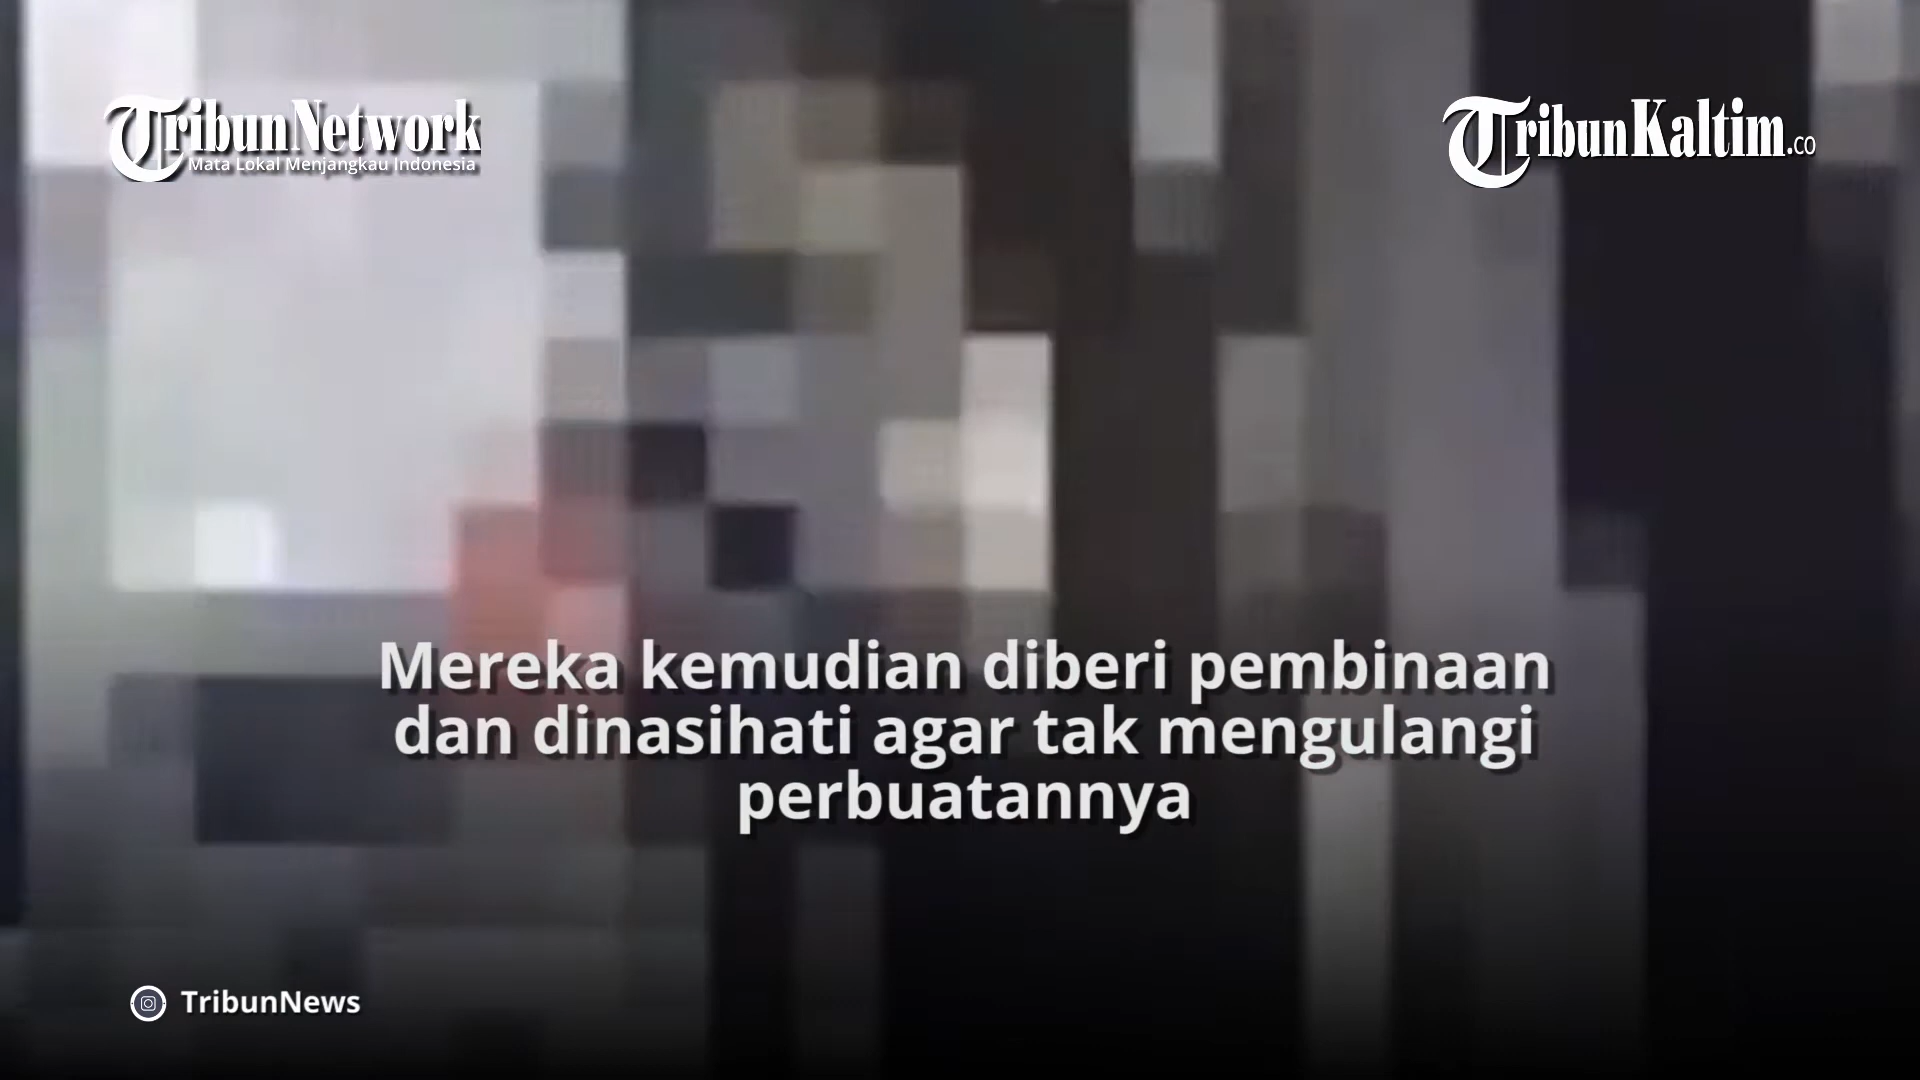 TribunNetwork
Mata Lokal Menjangkau Indonesia
TribunKaltim.co
Mereka kemudian diberi pembinaan
dan dinasihati agar tak mengulangi
perbuatannya
TribunNews